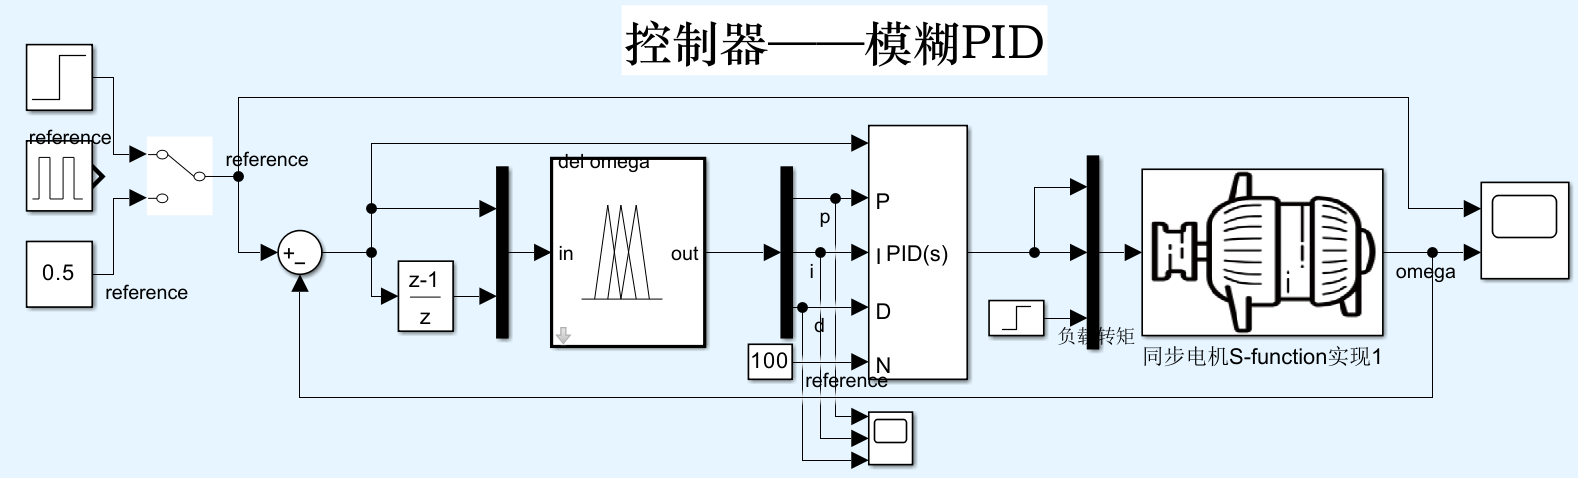 控制器——模糊PID
reference
reference
0.5
reference
+
−
z-1
z
del omega
in
out
p
i
d
100
reference
P
I
PID(s)
D
N
负载转矩
i
同步电机S-function实现1
omega